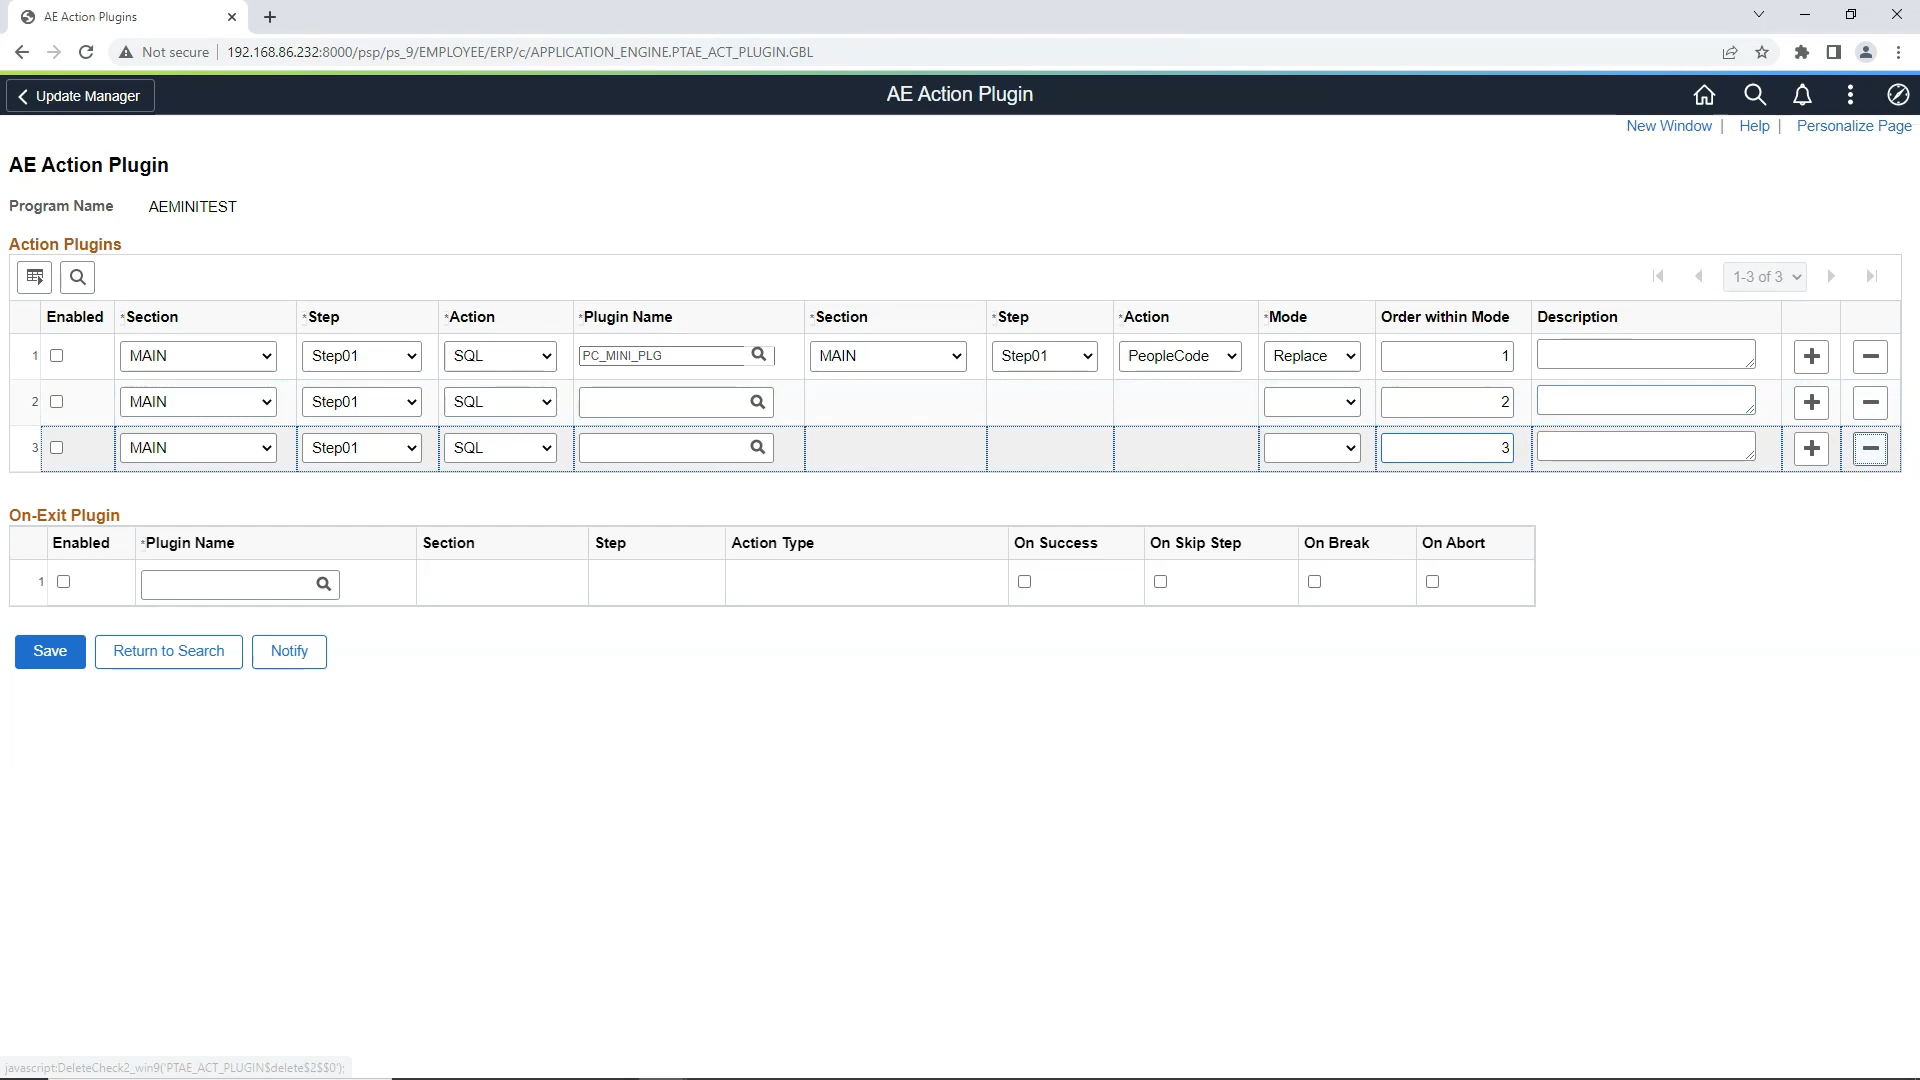 AE Action Plugins
Not secure | 192.168.86.232:8000/psp/ps_9/EMPLOYEE/ERP/c/APPLICATION_ENGINE.PTAE_ACT_PLUGIN.GBL
Update Manager
AE Action Plugin
New Window | Help | Personalize Page
AE Action Plugin
Program Name AEMINITEST
Action Plugins
1-3 of 3
Enabled *Section *Step *Action *Plugin Name *Section *Step *Action *Mode Order within Mode Description
1 MAIN Step01 SQL PC_MINI_PLG MAIN Step01 PeopleCode Replace 1
2 MAIN Step01 SQL 2
3 MAIN Step01 SQL 3
On-Exit Plugin
Enabled *Plugin Name Section Step Action Type On Success On Skip Step On Break On Abort
1
Save Return to Search Notify
javascript:DeleteCheck2_win9('PTAE_ACT_PLUGIN$delete$2$$0');